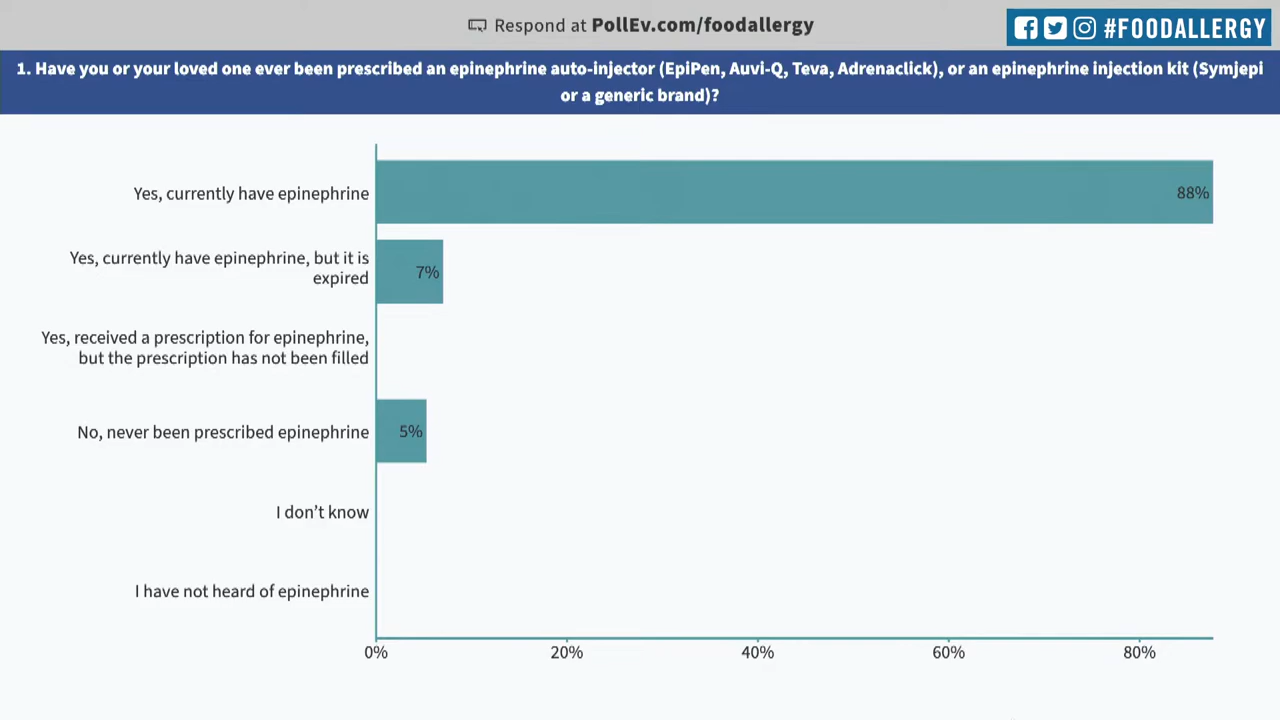 Respond at PollEv.com/foodallergy
#FOODALLERGY
1. Have you or your loved one ever been prescribed an epinephrine auto-injector (EpiPen, Auvi-Q, Teva, Adrenaclick), or an epinephrine injection kit (Symjepi
or a generic brand)?
Yes, currently have epinephrine
88%
Yes, currently have epinephrine, but it is
expired
7%
Yes, received a prescription for epinephrine,
but the prescription has not been filled
No, never been prescribed epinephrine
5%
I don’t know
I have not heard of epinephrine
0% 20% 40% 60% 80%